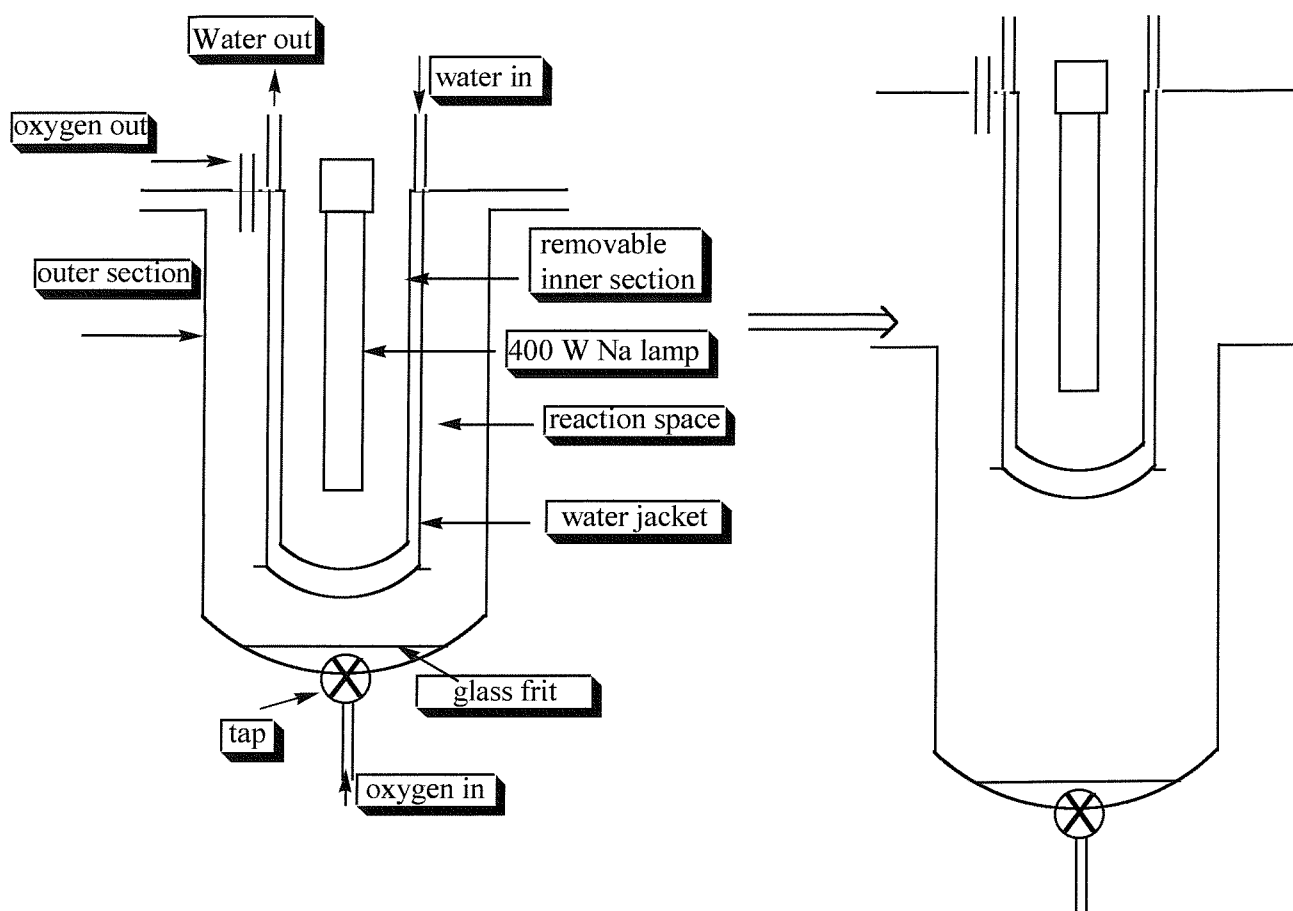 Water out
water in
oxygen out
removable
inner section
outer section
400 W Na lamp
reaction space
water jacket
glass frit
tap
oxygen in